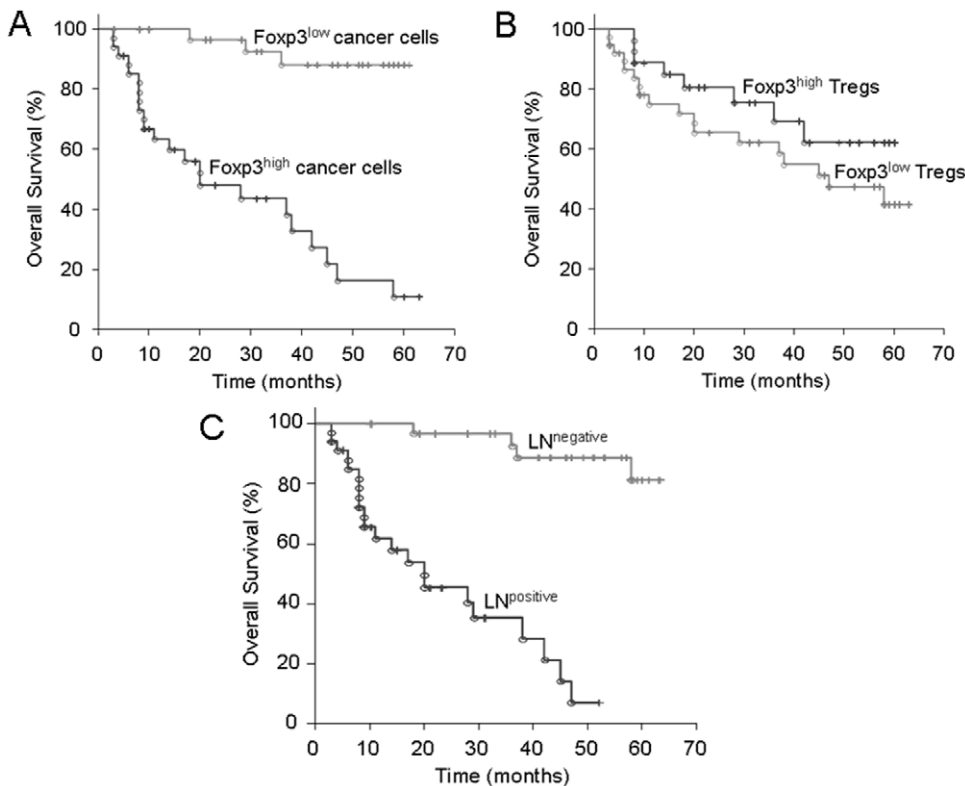 A
Overall Survival (%)
100
80
60
40
20
0
Foxp3low cancer cells
Foxp3high cancer cells
0 10 20 30 40 50 60 70
Time (months)
B
Overall Survival (%)
100
80
60
40
20
0
Foxp3high Tregs
Foxp3low Tregs
0 10 20 30 40 50 60 70
Time (months)
C
Overall Survival (%)
100
80
60
40
20
0
LNnegative
LNpositive
0 10 20 30 40 50 60 70
Time (months)